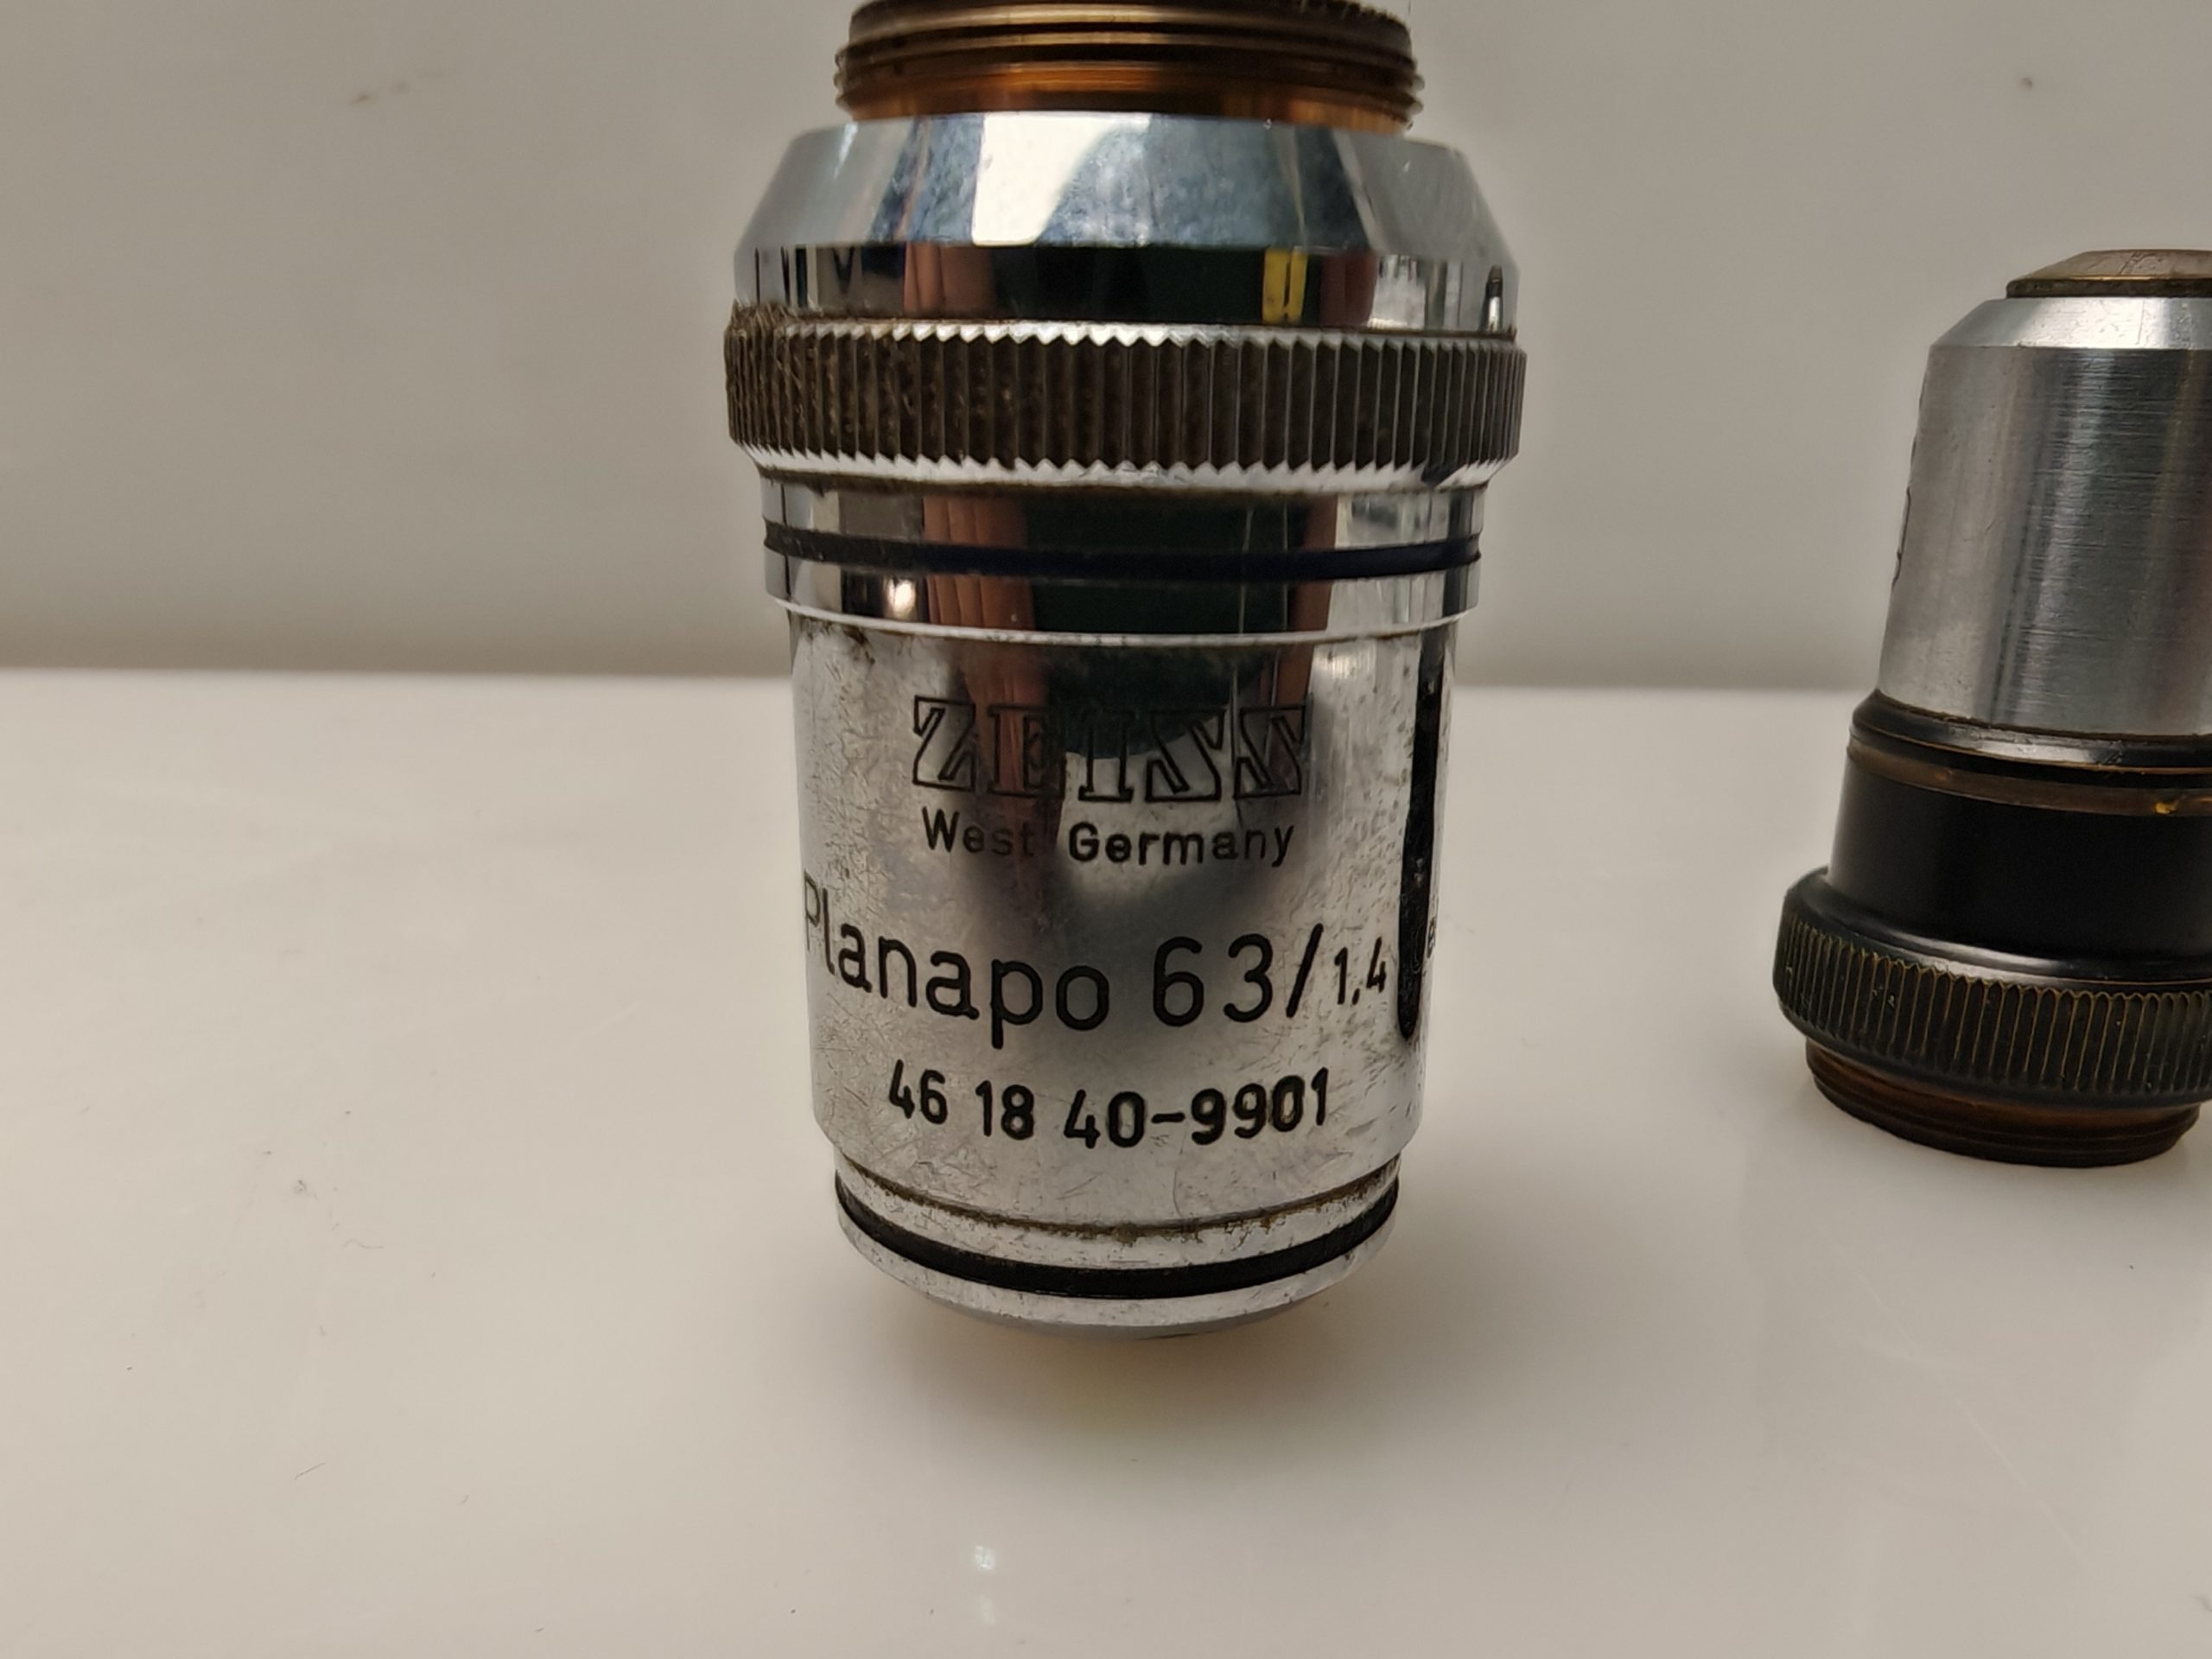 ZEISS
West Germany
Planapo 63/1.4
46 18 40-9901